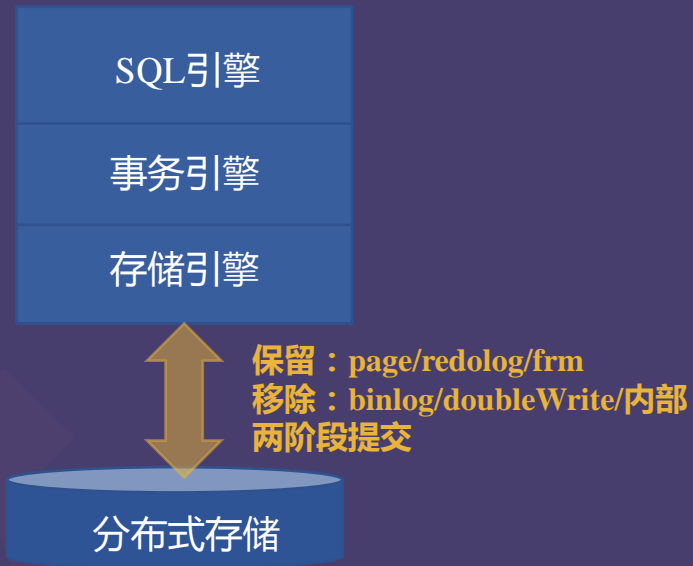 SQL引擎
事务引擎
存储引擎
保留：page/redolog/frm
移除：binlog/doubleWrite/内部
两阶段提交
分布式存储